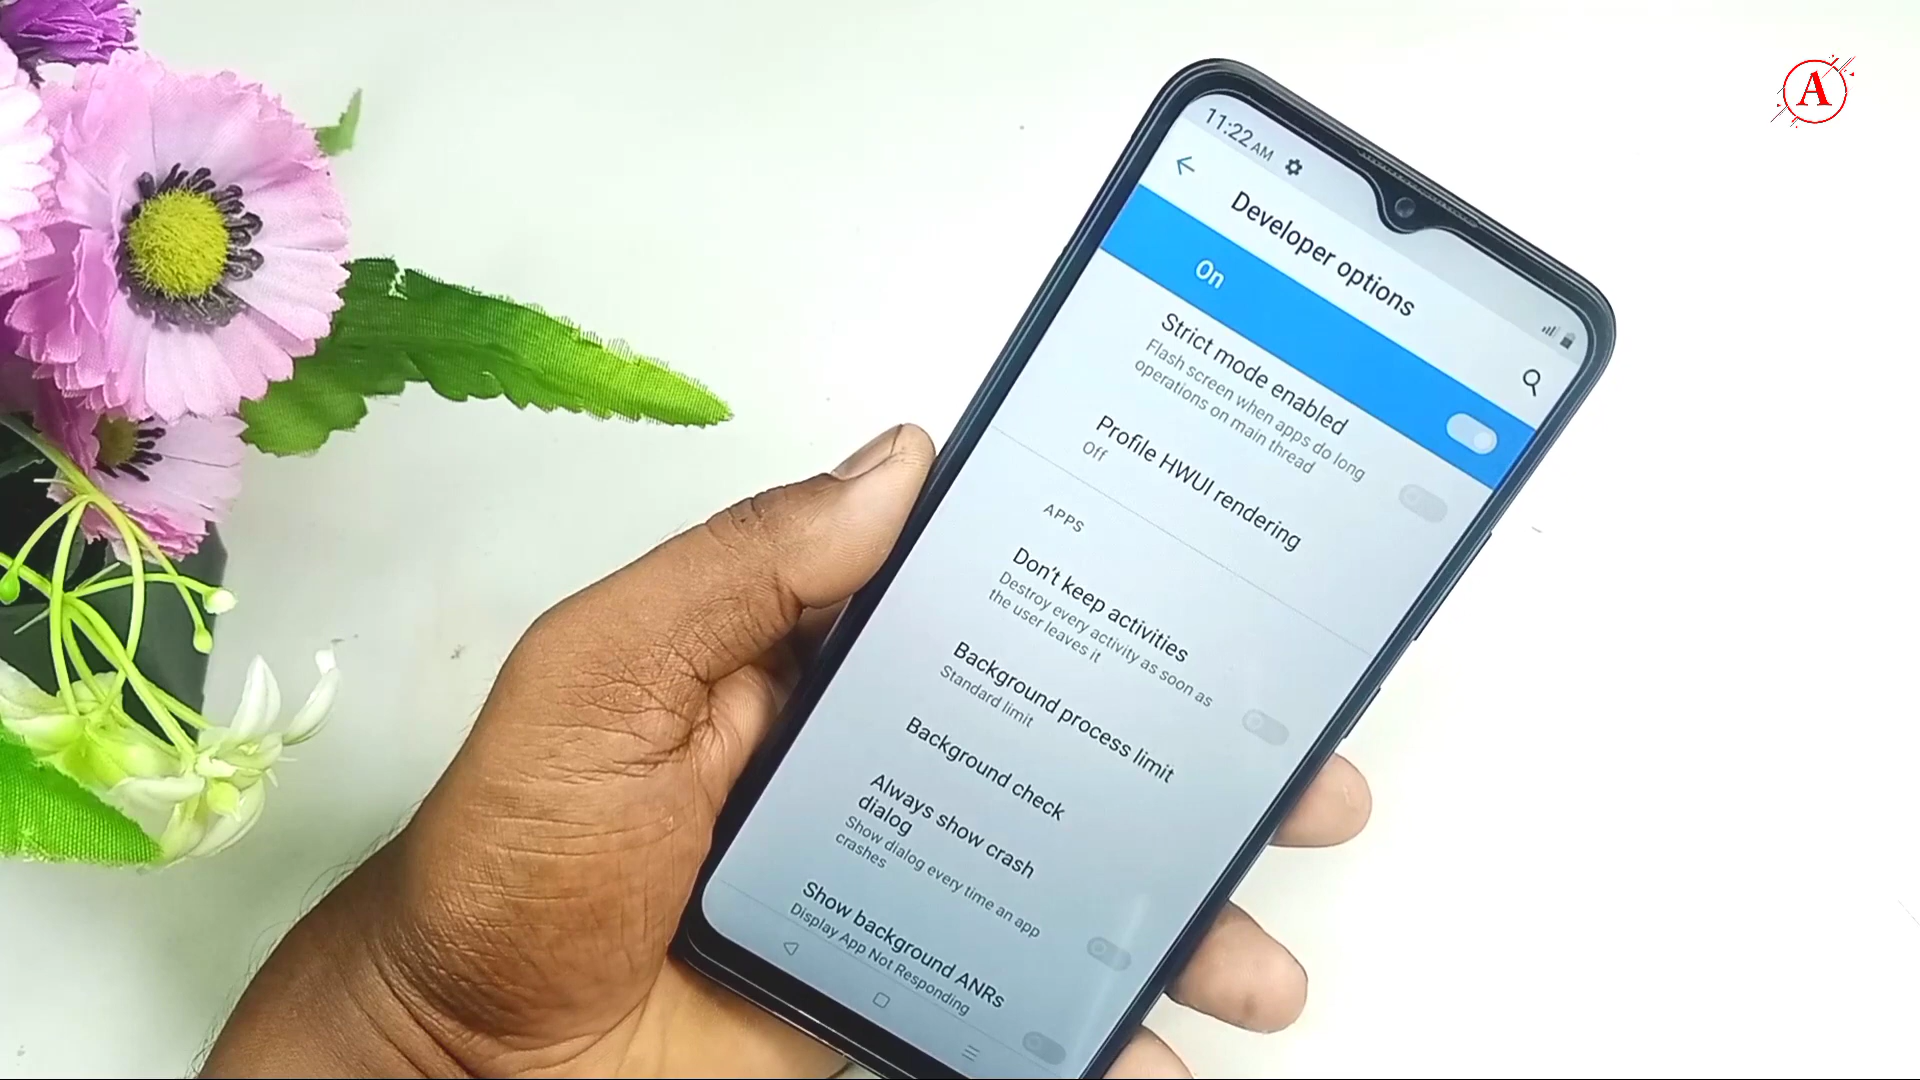 A
11:22 AM
Developer options
On
Strict mode enabled
Flash screen when apps do long
operations on main thread
Profile HWUI rendering
Off
APPS
Don't keep activities
Destroy every activity as soon as
the user leaves it
Background process limit
Standard limit
Background check
Always show crash
dialog
Show dialog every time an app
crashes
Show background ANRs
Display App Not Responding